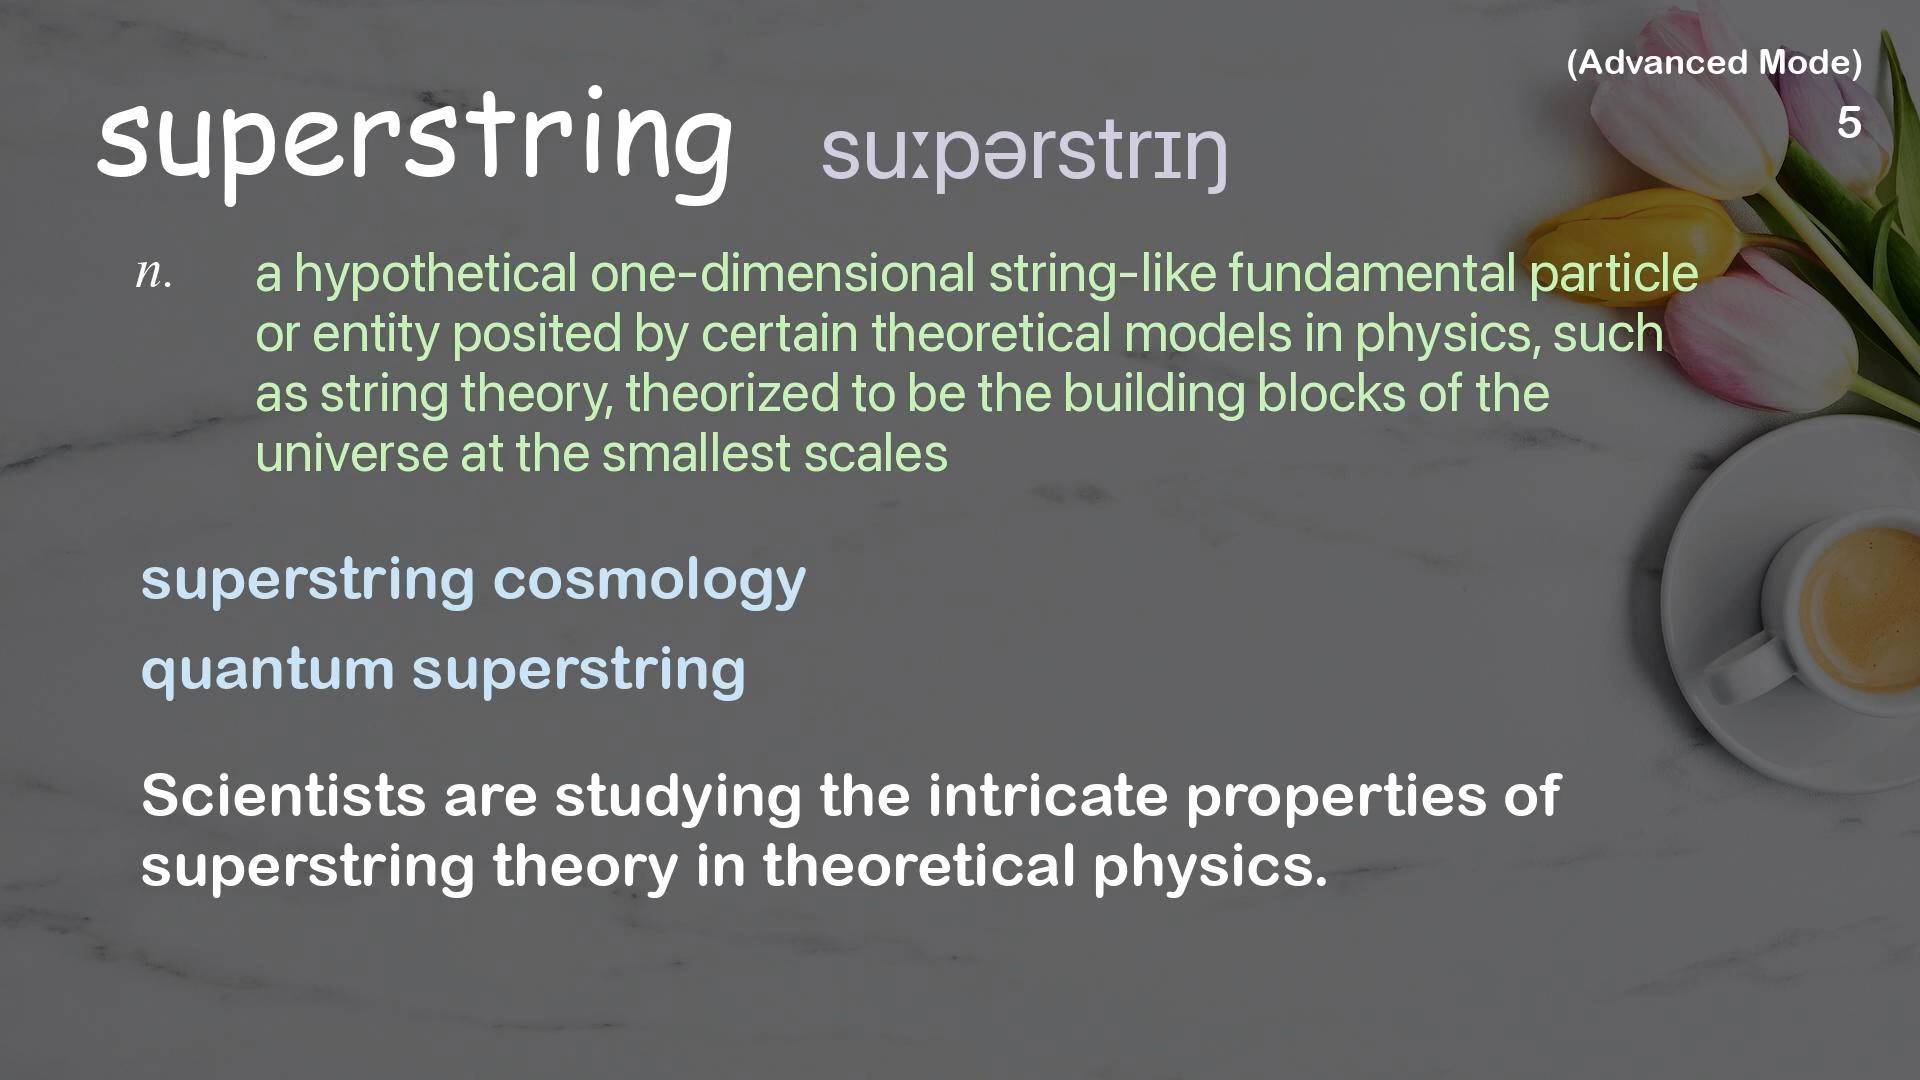 (Advanced Mode)
5
superstring suːpərstrɪŋ
n. a hypothetical one-dimensional string-like fundamental particle
or entity posited by certain theoretical models in physics, such
as string theory, theorized to be the building blocks of the
universe at the smallest scales
superstring cosmology
quantum superstring
Scientists are studying the intricate properties of
superstring theory in theoretical physics.